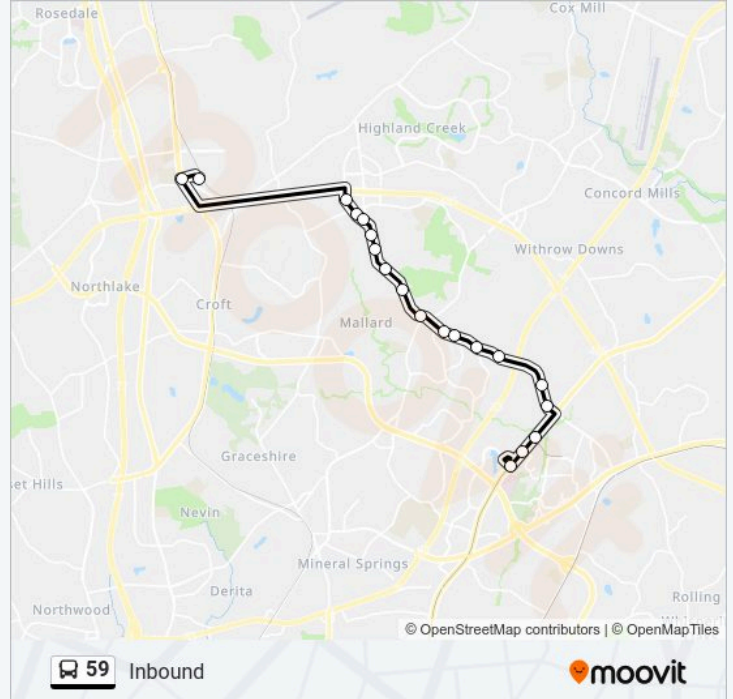 Rosedale
Cox Mill
Highland Creek
Concord Mills
Withrow Downs
Northlake
Croft
Mallard
Graceshire
set Hills
Nevin
Mineral Springs
Derita
Rolling
Northwood
© OpenStreetMap contributors | © OpenMapTiles
59 Inbound
moovit